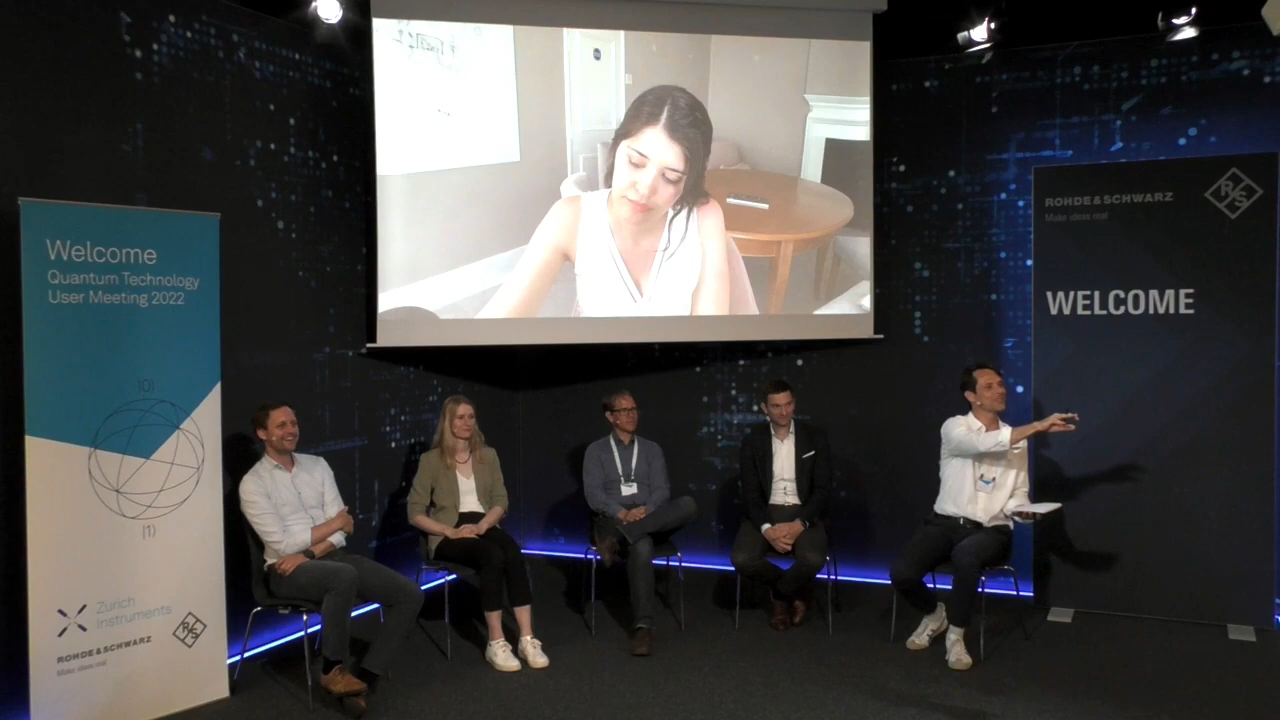 Welcome
Quantum Technology
User Meeting 2022
|0⟩
|1⟩
Zurich
Instruments
ROHDE & SCHWARZ
Make ideas real
R/S
ROHDE & SCHWARZ
Make ideas real
R/S
WELCOME